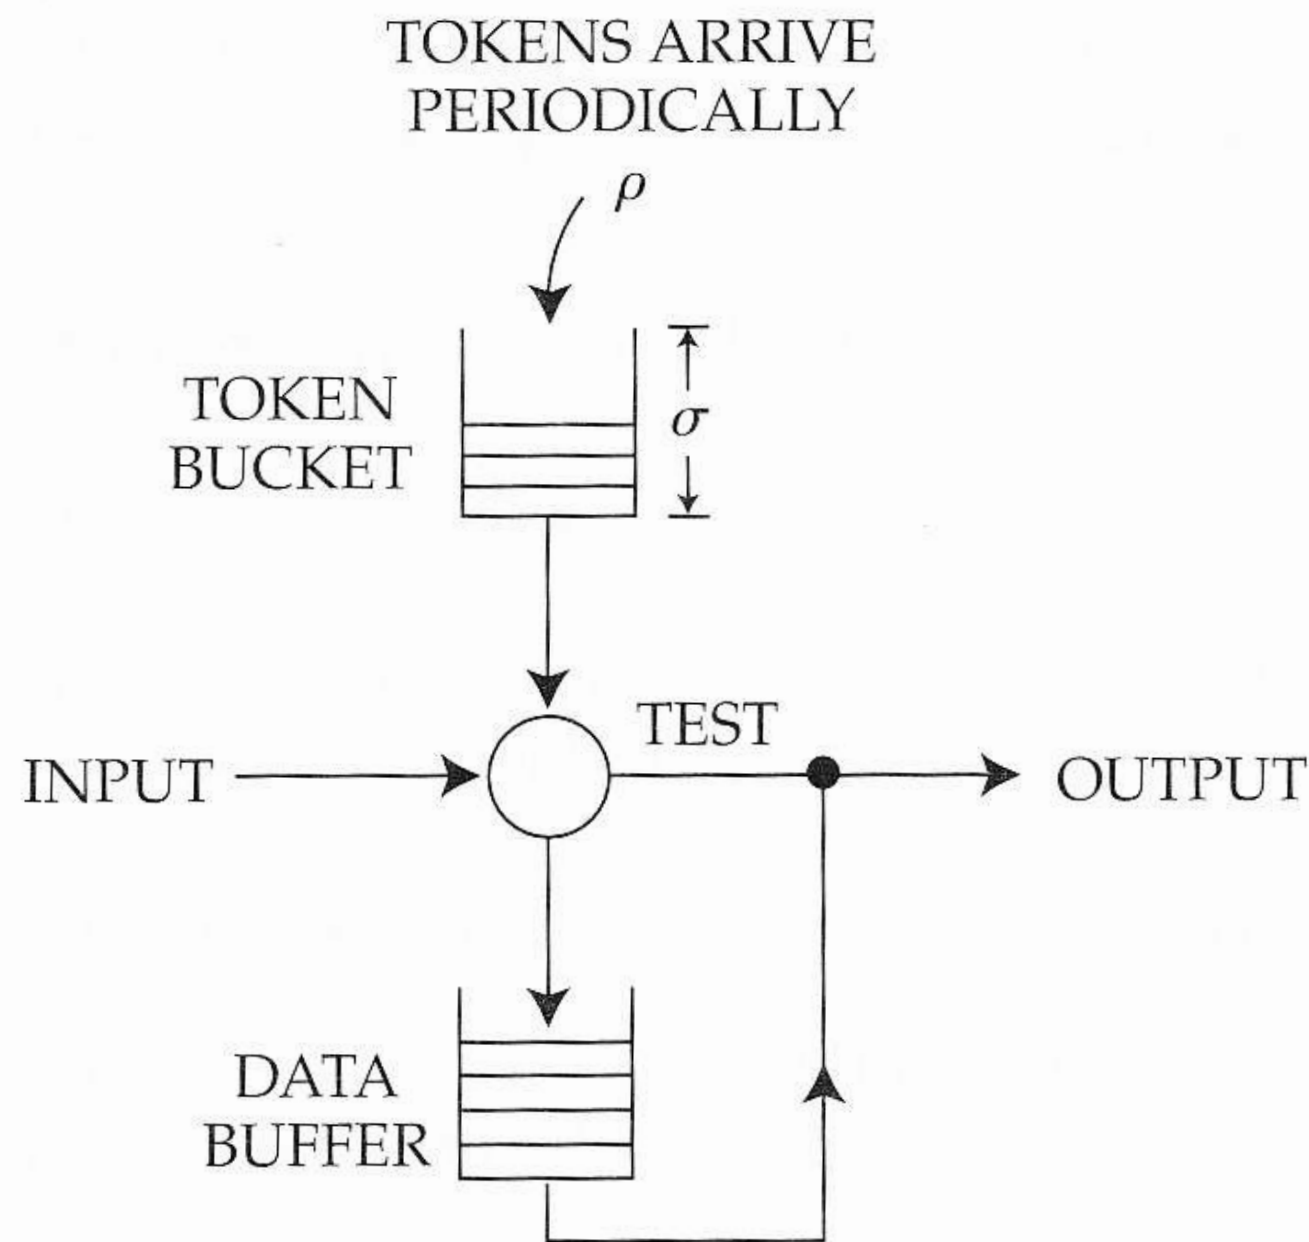 TOKENS ARRIVE
PERIODICALLY
ρ
TOKEN
BUCKET
σ
TEST
INPUT
OUTPUT
DATA
BUFFER